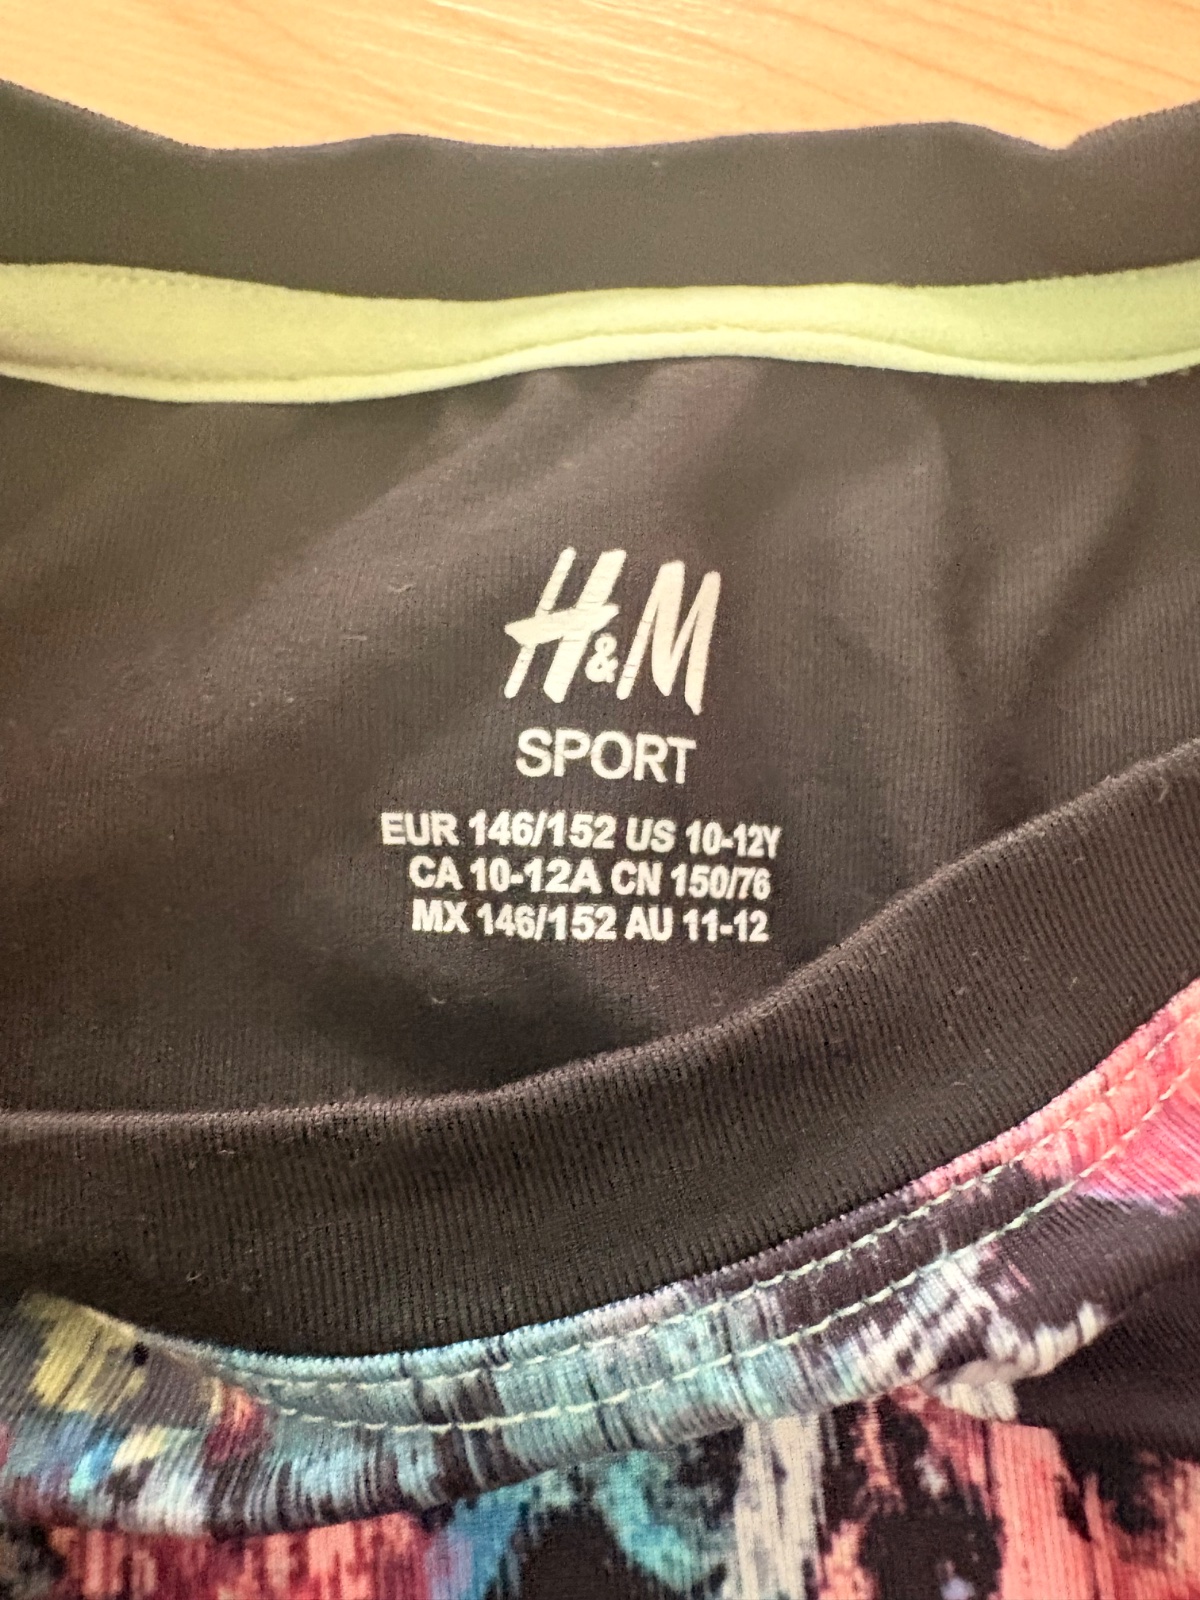 H&M
SPORT
EUR 146/152 US 10-12Y
CA 10-12A CN 150/76
MX 146/152 AU 11-12